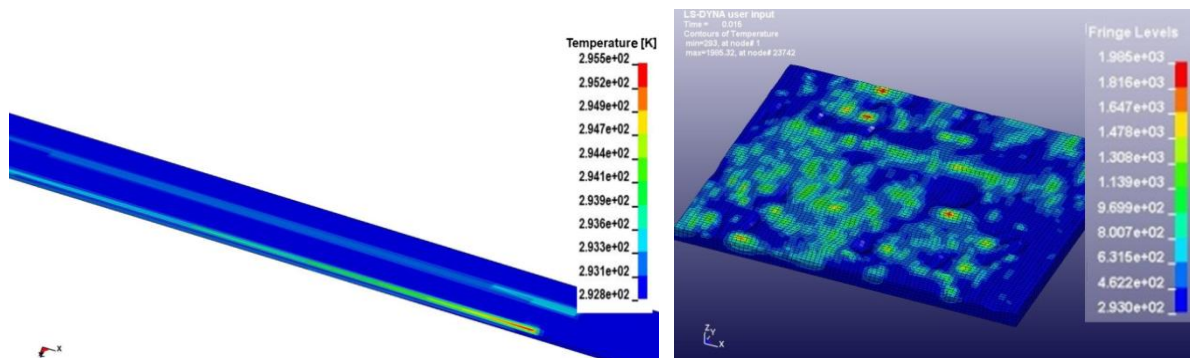 Temperature [K]
2.955e+02
2.952e+02
2.949e+02
2.947e+02
2.944e+02
2.941e+02
2.939e+02
2.936e+02
2.933e+02
2.931e+02
2.928e+02
X
LS-DYNA user input
Time = 0.015
Contours of Temperature
min=293, at node# 1
max=1985.32, at node# 23742
Fringe Levels
1.985e+03
1.816e+03
1.647e+03
1.478e+03
1.308e+03
1.139e+03
9.699e+02
8.007e+02
6.315e+02
4.622e+02
2.930e+02
Z
Y
X